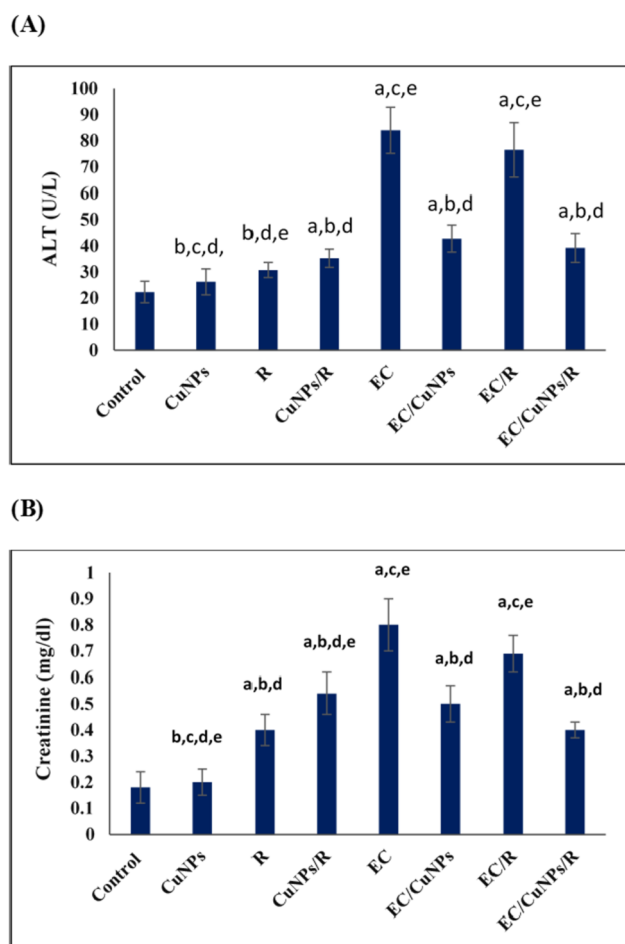 (A)
ALT (U/L)
100
90
80
70
60
50
40
30
20
10
0
b,c,d,
b,d,e
a,b,d
a,c,e
a,b,d
a,c,e
a,b,d
Control
CuNPs
R
CuNPs/R
EC
EC/CuNPs
EC/R
EC/CuNPs/R
(B)
Creatinine (mg/dl)
1
0.9
0.8
0.7
0.6
0.5
0.4
0.3
0.2
0.1
0
b,c,d,e
a,b,d
a,b,d,e
a,c,e
a,b,d
a,c,e
a,b,d
Control
CuNPs
R
CuNPs/R
EC
EC/CuNPs
EC/R
EC/CuNPs/R